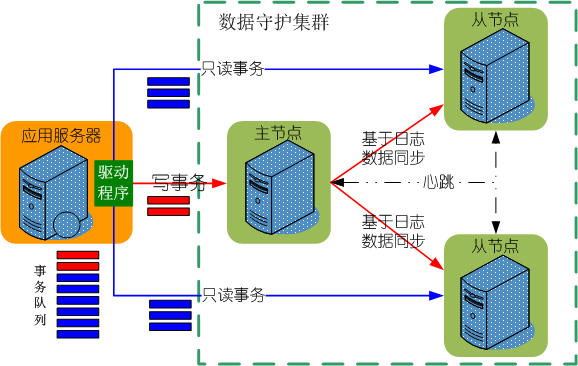 数据守护集群
从节点
只读事务
应用服务器
驱动
程序
主节点
基于日志
数据同步
写事务
心跳
基于日志
数据同步
从节点
只读事务
事务队列